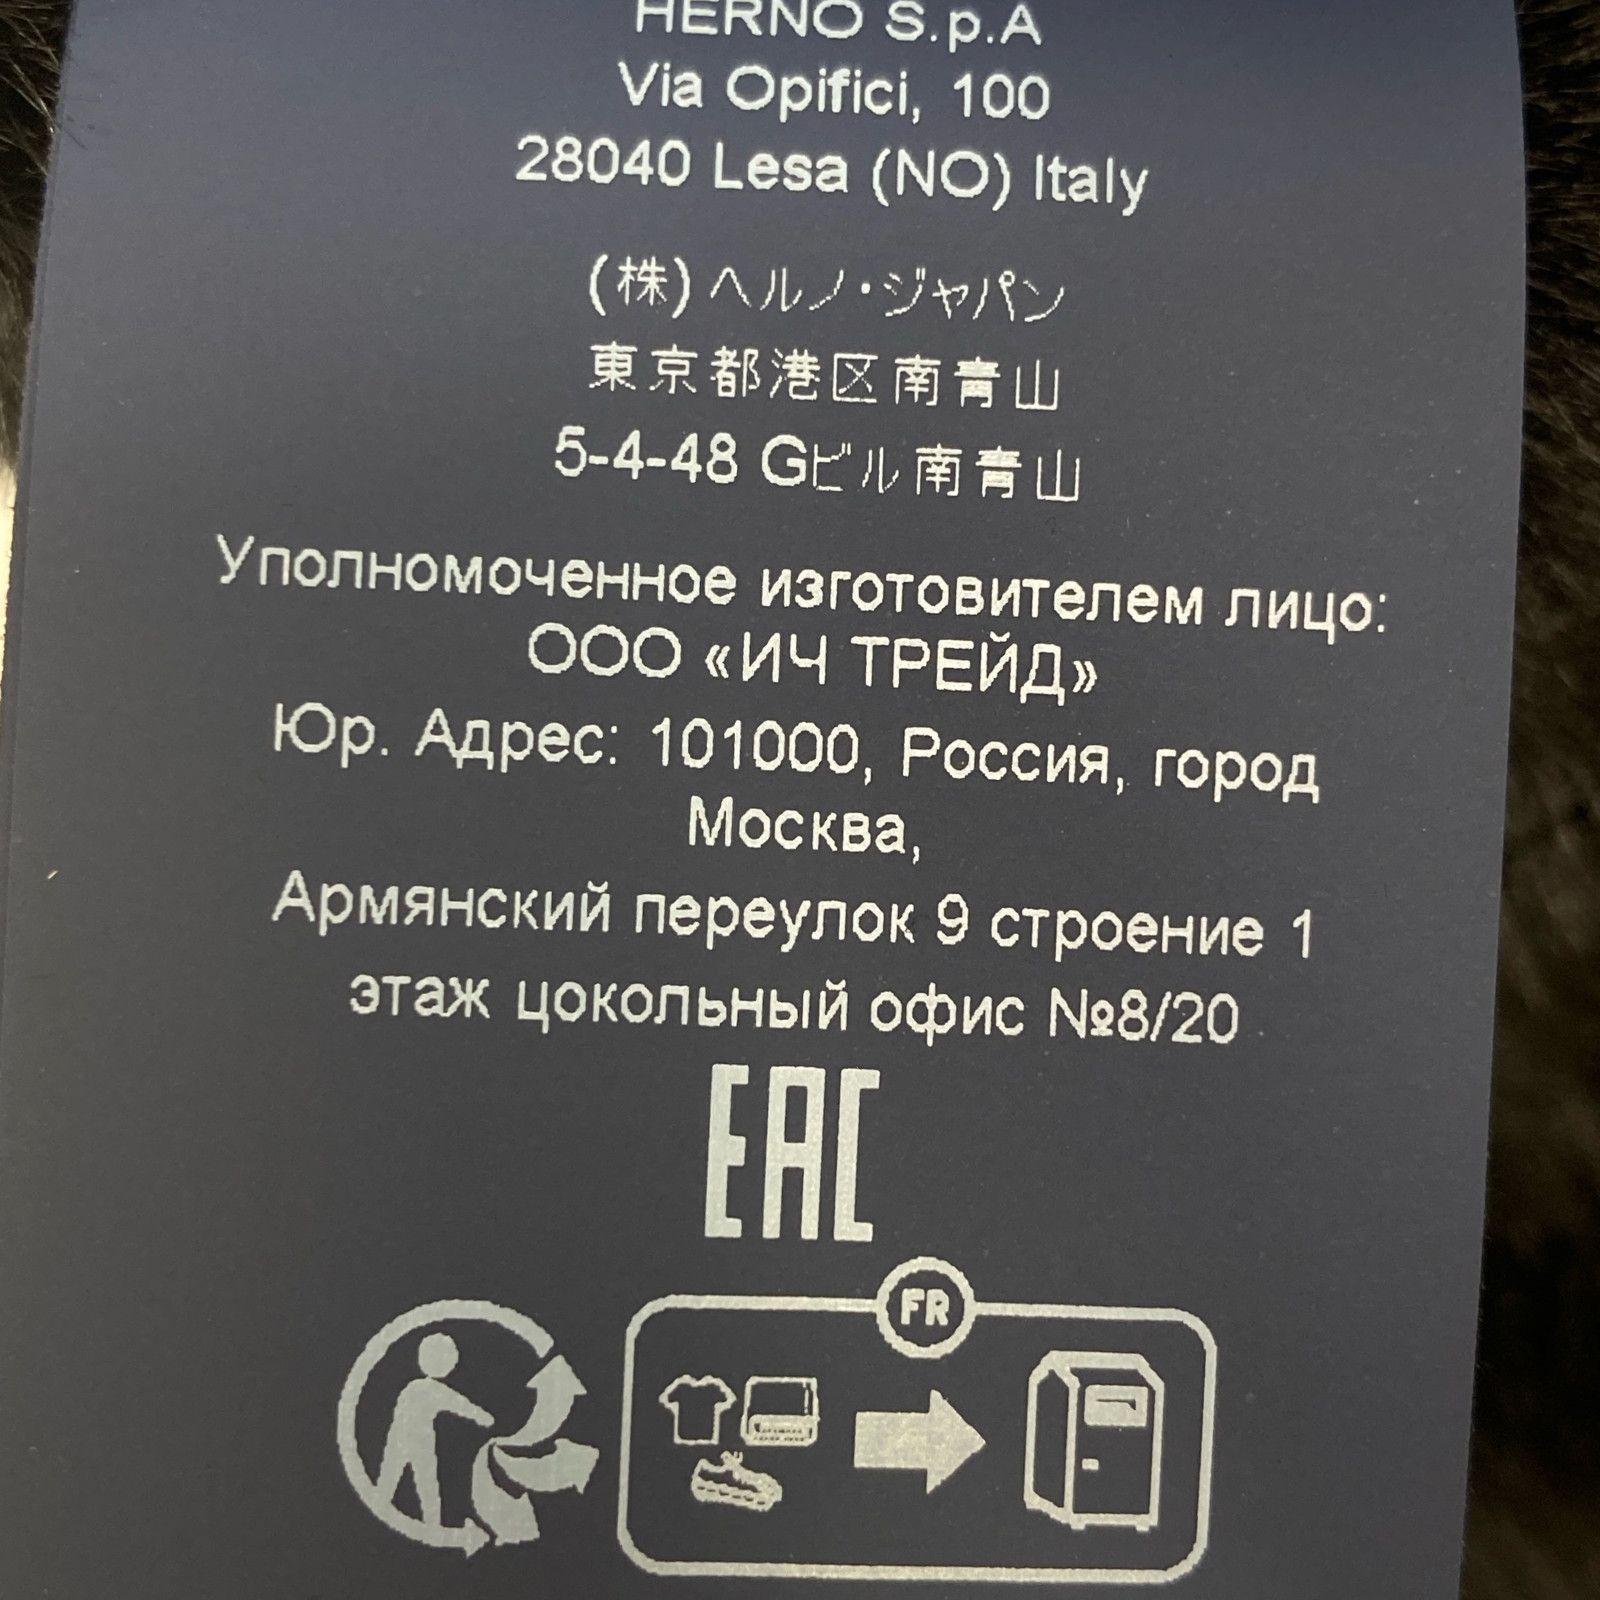 HERNO S.p.A
Via Opifici, 100
28040 Lesa (NO) Italy
(株) ヘルノ・ジャパン
東京都港区南青山
5-4-48 Gビル南青山
Уполномоченное изготовителем лицо:
ООО «ИЧ ТРЕЙД»
Юр. Адрес: 101000, Россия, город
Москва,
Армянский переулок 9 строение 1
этаж цокольный офис №8/20
EAC
FR